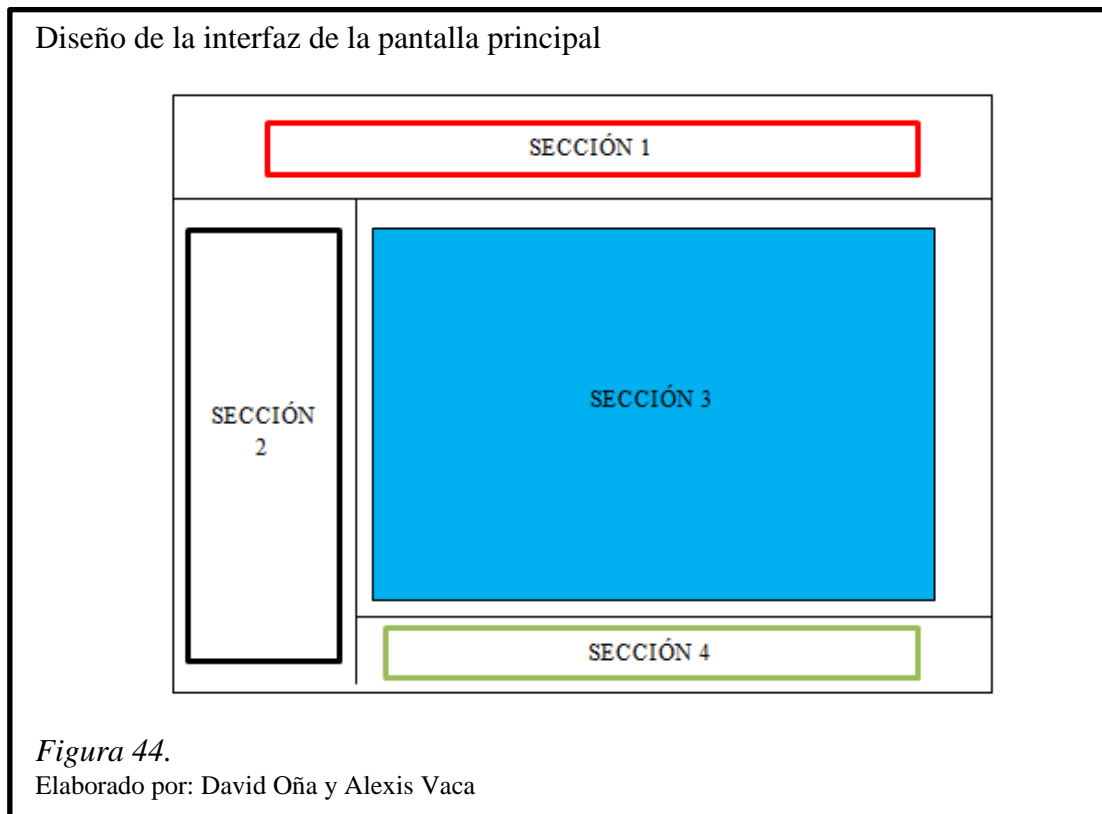 Diseño de la interfaz de la pantalla principal
SECCIÓN 1
SECCIÓN
2
SECCIÓN 3
SECCIÓN 4
Figura 44.
Elaborado por: David Oña y Alexis Vaca